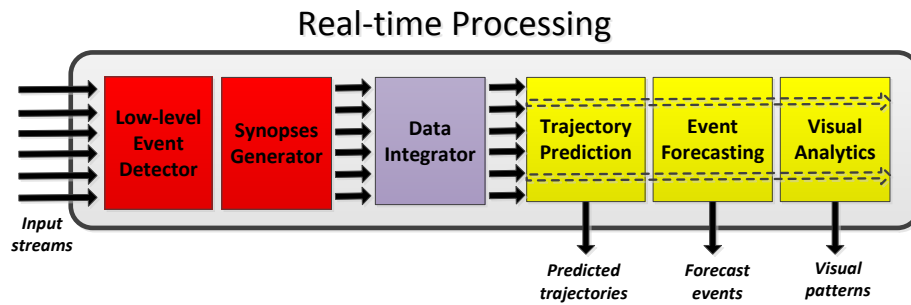 Real-time Processing
Low-level
Event
Detector
Synopses
Generator
Data
Integrator
Trajectory
Prediction
Event
Forecasting
Visual
Analytics
Input
streams
Predicted
trajectories
Forecast
events
Visual
patterns